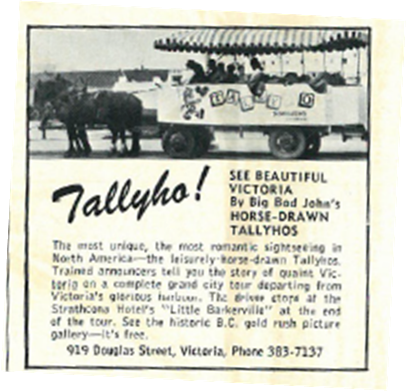 TALLY HO
Tallyho!
SEE BEAUTIFUL
VICTORIA
By Big Bad John's
HORSE-DRAWN
TALLYHOS
The most unique, the most romantic sightseeing in
North America—the leisurely horse-drawn Tallyhos.
Trained announcers tell you the story of quaint Vic-
toria on a complete grand city tour departing from
Victoria's glorious harbour. The driver stops at the
Strathcona Hotel's "Little Barkerville" at the end
of the tour. See the historic B.C. gold rush picture
gallery—it's free.
919 Douglas Street, Victoria, Phone 383-7137